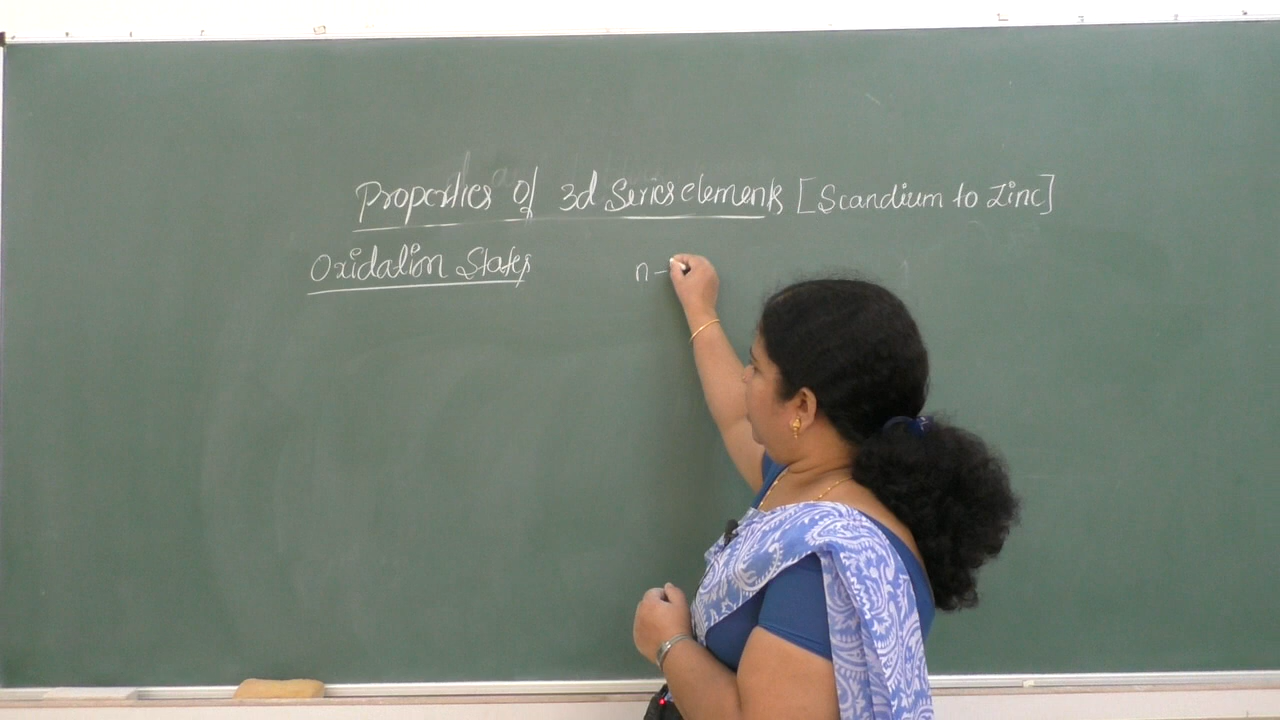 Properties of 3d Series elements [Scandium to Zinc]
Oxidation States n-